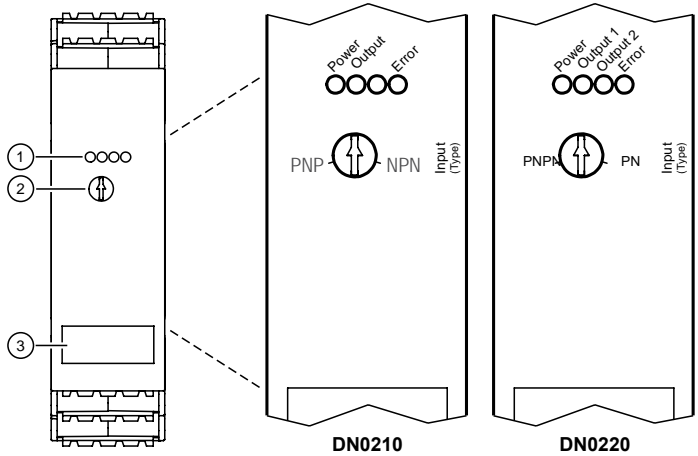 Power Output Error
Power Output 1 Output 2 Error
1
PNP NPN
Input
(Type)
PNPN PN
Input
(Type)
2
3
DN0210 DN0220